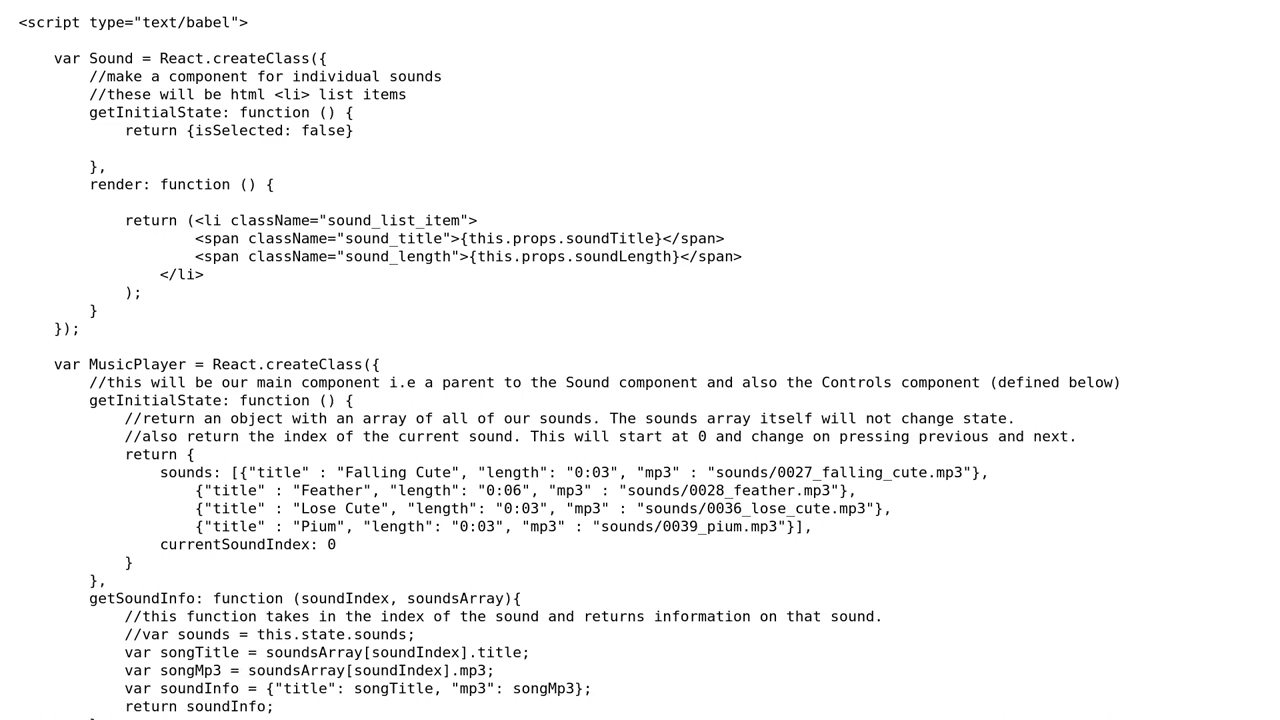 <script type="text/babel">
var Sound = React.createClass({
//make a component for individual sounds
//these will be html <li> list items
getInitialState: function () {
return {isSelected: false}
},
render: function () {
return (<li className="sound_list_item">
<span className="sound_title">{this.props.soundTitle}</span>
<span className="sound_length">{this.props.soundLength}</span>
</li>
);
}
});
var MusicPlayer = React.createClass({
//this will be our main component i.e a parent to the Sound component and also the Controls component (defined below)
getInitialState: function () {
//return an object with an array of all of our sounds. The sounds array itself will not change state.
//also return the index of the current sound. This will start at 0 and change on pressing previous and next.
return {
sounds: [{"title" : "Falling Cute", "length": "0:03", "mp3" : "sounds/0027_falling_cute.mp3"},
{"title" : "Feather", "length": "0:06", "mp3" : "sounds/0028_feather.mp3"},
{"title" : "Lose Cute", "length": "0:03", "mp3" : "sounds/0036_lose_cute.mp3"},
{"title" : "Pium", "length": "0:03", "mp3" : "sounds/0039_pium.mp3"}],
currentSoundIndex: 0
}
},
getSoundInfo: function (soundIndex, soundsArray){
//this function takes in the index of the sound and returns information on that sound.
//var sounds = this.state.sounds;
var songTitle = soundsArray[soundIndex].title;
var songMp3 = soundsArray[soundIndex].mp3;
var soundInfo = {"title": songTitle, "mp3": songMp3};
return soundInfo;